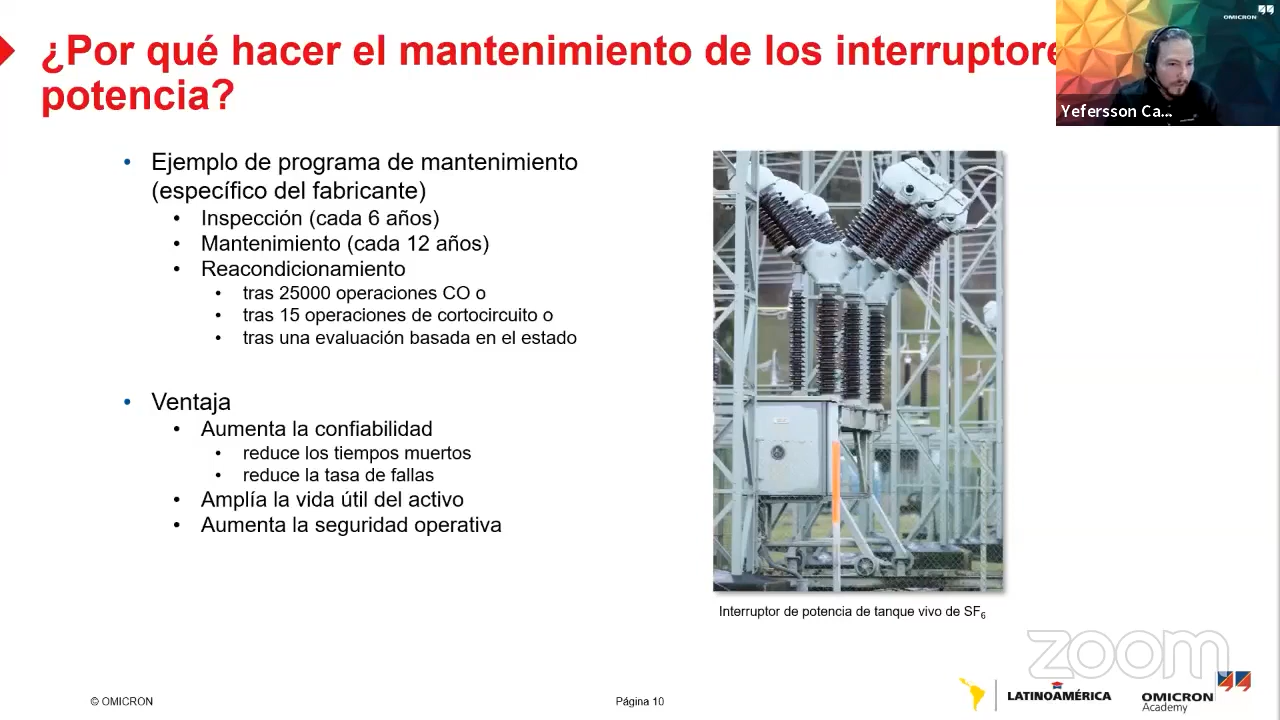 ¿Por qué hacer el mantenimiento de los interruptore
potencia?
OMICRON
Yefersson Ca...
• Ejemplo de programa de mantenimiento
(específico del fabricante)
• Inspección (cada 6 años)
• Mantenimiento (cada 12 años)
• Reacondicionamiento
• tras 25000 operaciones CO o
• tras 15 operaciones de cortocircuito o
• tras una evaluación basada en el estado
• Ventaja
• Aumenta la confiabilidad
• reduce los tiempos muertos
• reduce la tasa de fallas
• Amplía la vida útil del activo
• Aumenta la seguridad operativa
Interruptor de potencia de tanque vivo de SF₆
zoom
© OMICRON
Página 10
LATINOAMÉRICA
OMICRON
Academy